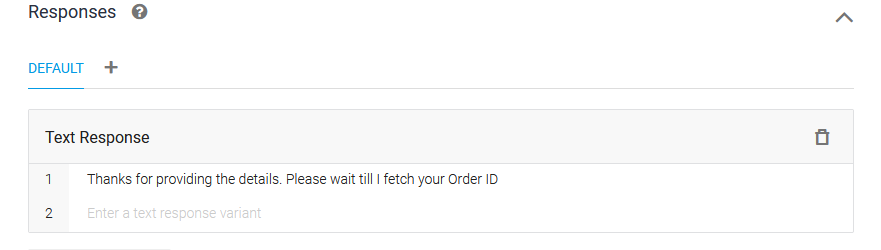 Responses
DEFAULT
Text Response
1 Thanks for providing the details. Please wait till I fetch your Order ID
2 Enter a text response variant